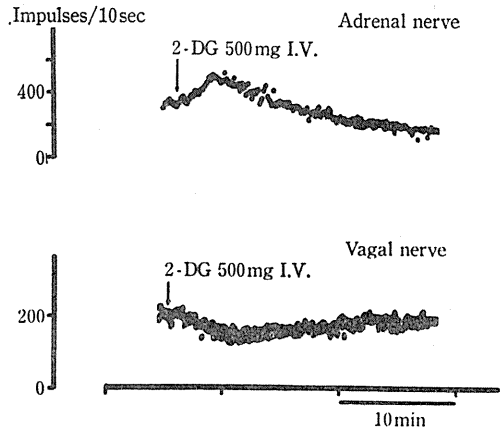 Impulses/10sec
Adrenal nerve
2-DG 500mg I.V.
400
0
Vagal nerve
2-DG 500mg I.V.
200
0
10min